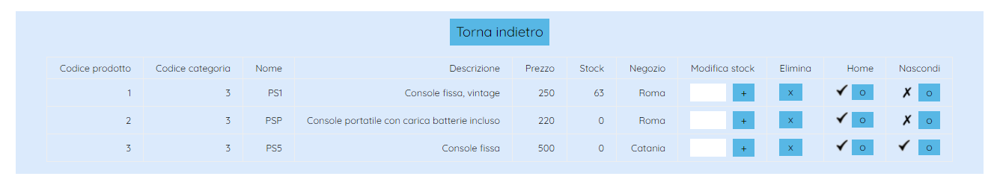 Torna indietro
Codice prodotto Codice categoria Nome Descrizione Prezzo Stock Negozio Modifica stock Elimina Home Nascondi
1 3 PS1 Console fissa, vintage 250 63 Roma + x ✓ o ✗ o
2 3 PSP Console portatile con carica batterie incluso 220 0 Roma + x ✓ o ✗ o
3 3 PS5 Console fissa 500 0 Catania + x ✓ o ✓ o